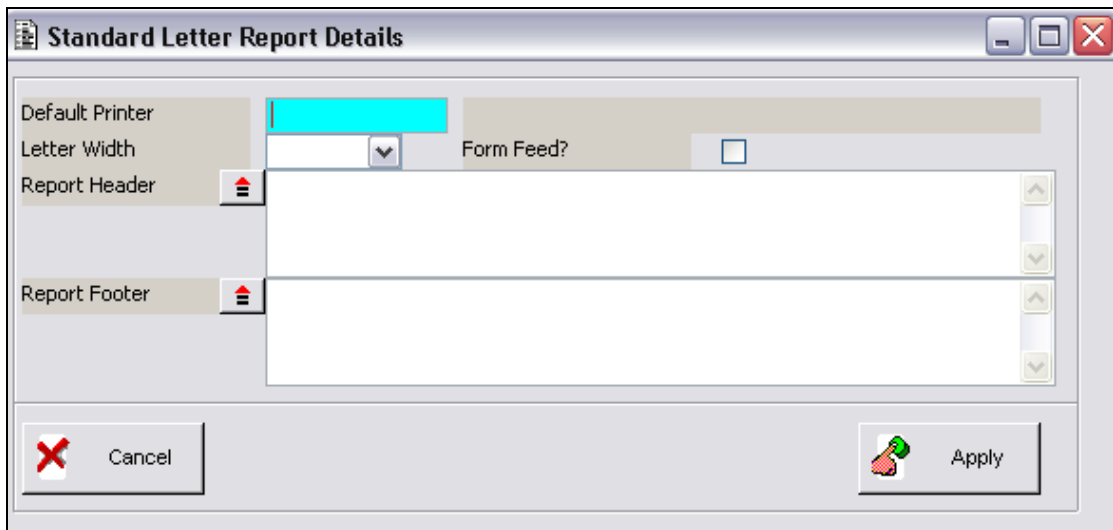 Standard Letter Report Details
Default Printer
Letter Width Form Feed?
Report Header
Report Footer
Cancel Apply